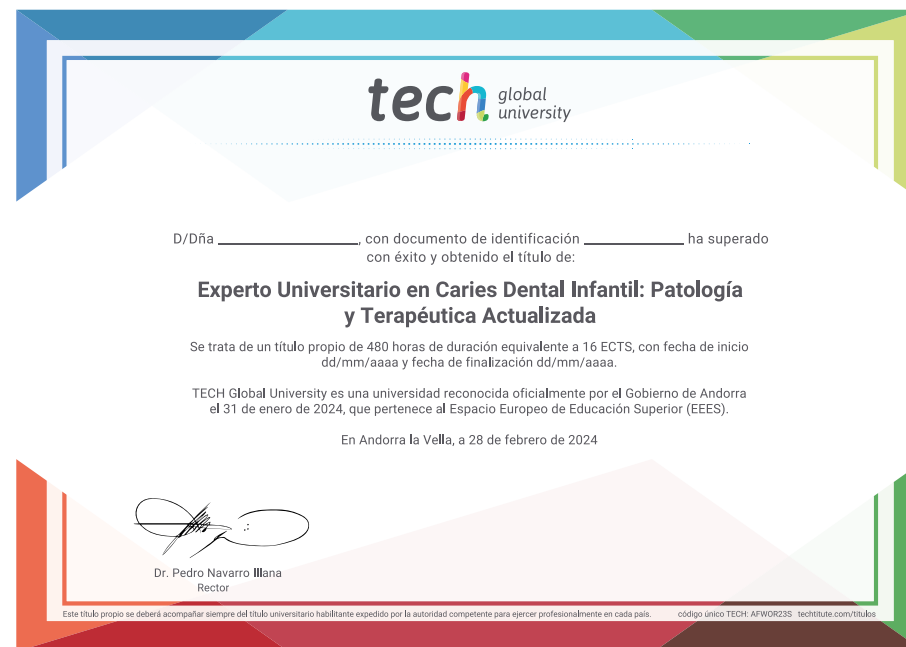 tech global
university
D/Dña ____________________, con documento de identificación ______________ ha superado
con éxito y obtenido el título de:
Experto Universitario en Caries Dental Infantil: Patología
y Terapéutica Actualizada
Se trata de un título propio de 480 horas de duración equivalente a 16 ECTS, con fecha de inicio
dd/mm/aaaa y fecha de finalización dd/mm/aaaa.
TECH Global University es una universidad reconocida oficialmente por el Gobierno de Andorra
el 31 de enero de 2024, que pertenece al Espacio Europeo de Educación Superior (EEES).
En Andorra la Vella, a 28 de febrero de 2024
Dr. Pedro Navarro Illana
Rector
Este título propio se deberá acompañar siempre del título universitario habilitante expedido por la autoridad competente para ejercer profesionalmente en cada país. código único TECH: AFWOR23S techtitute.com/titulos